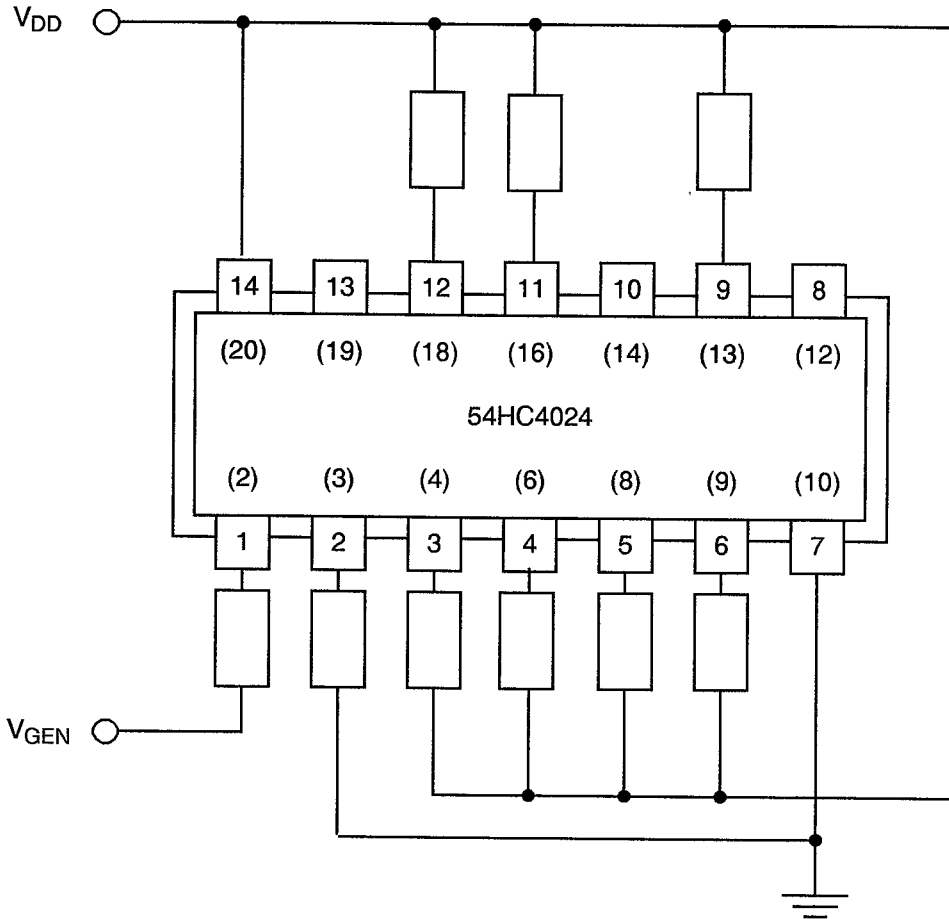 VDD
14 13 12 11 10 9 8
(20) (19) (18) (16) (14) (13) (12)
54HC4024
(2) (3) (4) (6) (8) (9) (10)
1 2 3 4 5 6 7
VGEN